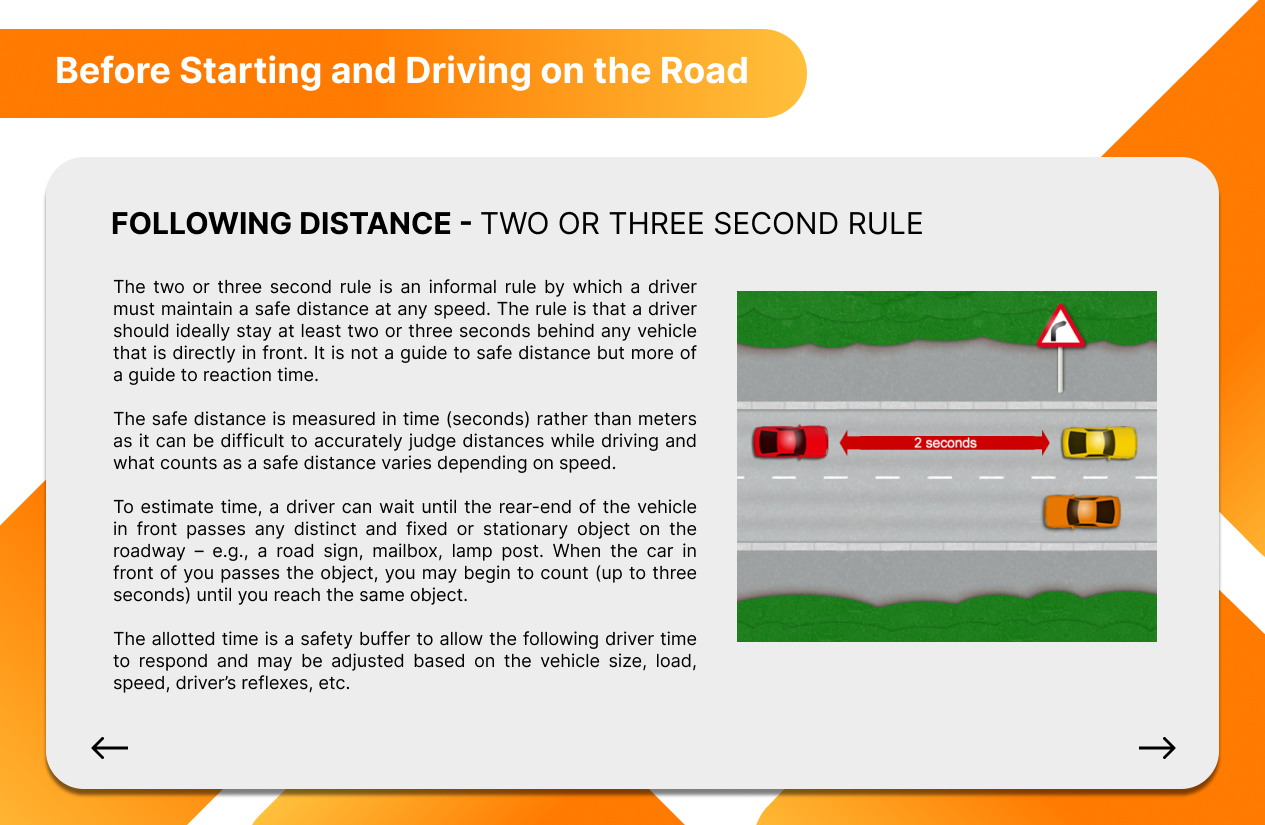 Before Starting and Driving on the Road
FOLLOWING DISTANCE - TWO OR THREE SECOND RULE
The two or three second rule is an informal rule by which a driver
must maintain a safe distance at any speed. The rule is that a driver
should ideally stay at least two or three seconds behind any vehicle
that is directly in front. It is not a guide to safe distance but more of
a guide to reaction time.
The safe distance is measured in time (seconds) rather than meters
as it can be difficult to accurately judge distances while driving and
what counts as a safe distance varies depending on speed.
To estimate time, a driver can wait until the rear-end of the vehicle
in front passes any distinct and fixed or stationary object on the
roadway – e.g., a road sign, mailbox, lamp post. When the car in
front of you passes the object, you may begin to count (up to three
seconds) until you reach the same object.
The allotted time is a safety buffer to allow the following driver time
to respond and may be adjusted based on the vehicle size, load,
speed, driver’s reflexes, etc.
2 seconds